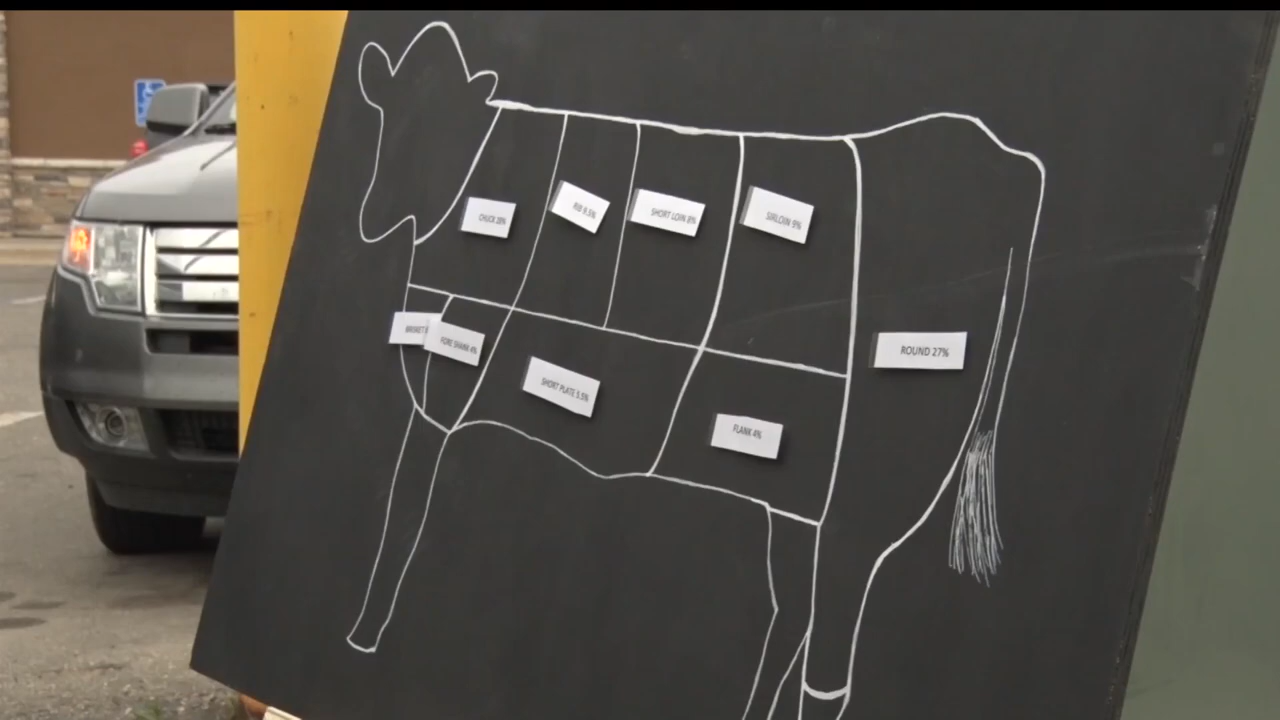 CHUCK 28%
RIB 9.5%
SHORT LOIN 8%
SIRLOIN 9%
BRISKET
FORE SHANK 4%
SHORT PLATE 5.5%
FLANK 4%
ROUND 27%